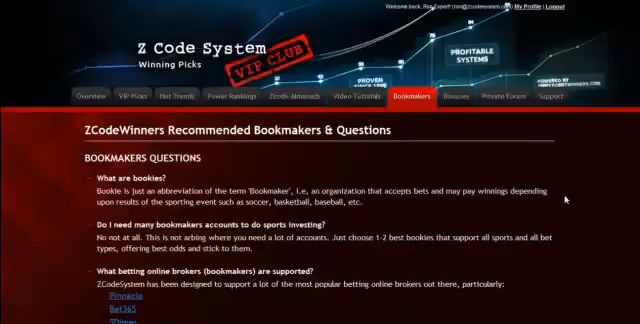 Welcome back, Ron Expert!
My Profile | Logout
Z Code System
Winning Picks
VIP CLUB
PROFITABLE
SYSTEMS
PROVEN
POWERED BY
Overview
VIP Picks
Hot Trends
Power Rankings
Zcode Almanach
Video Tutorials
Bookmakers
Bonuses
Private Forum
Support
ZCodeWinners Recommended Bookmakers & Questions
BOOKMAKERS QUESTIONS
What are bookies?
Bookie is just an abbreviation of the term 'Bookmaker', i.e, an organization that accepts bets and may pay winnings depending
upon results of the sporting event such as soccer, basketball, baseball, etc.
Do I need many bookmakers accounts to do sports investing?
No not at all. This is not arbing where you need a lot of accounts. Just choose 1-2 best bookies that support all sports and all bet
types, offering best odds and stick to them.
What betting online brokers (bookmakers) are supported?
ZCodeSystem has been designed to support a lot of the most popular betting online brokers out there, particularly:
Pinnacle
Bet365
5Dimes